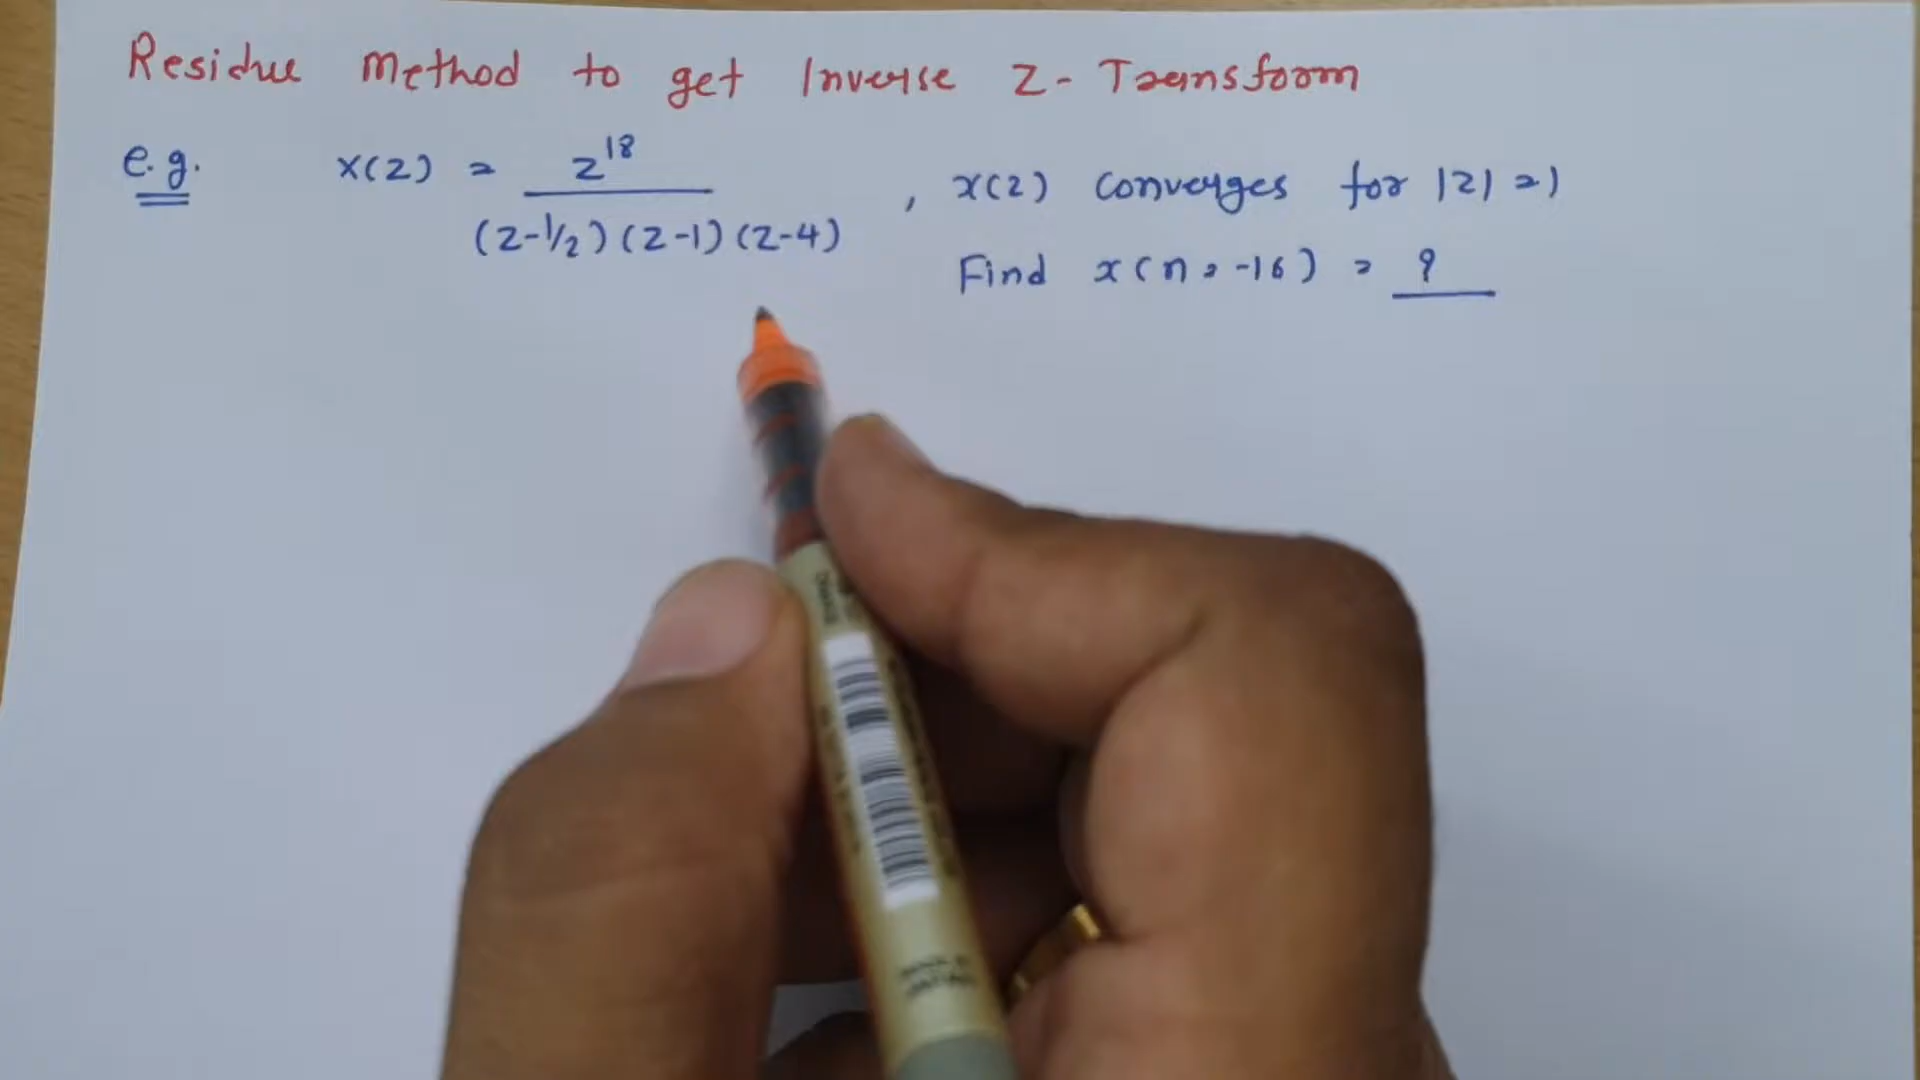 Residue Method to get Inverse Z-Transform
e.g. X(Z) = Z^18 / (Z-1/2)(Z-1)(Z-4) , X(Z) converges for |Z|=1
Find x(n=-16) = ?